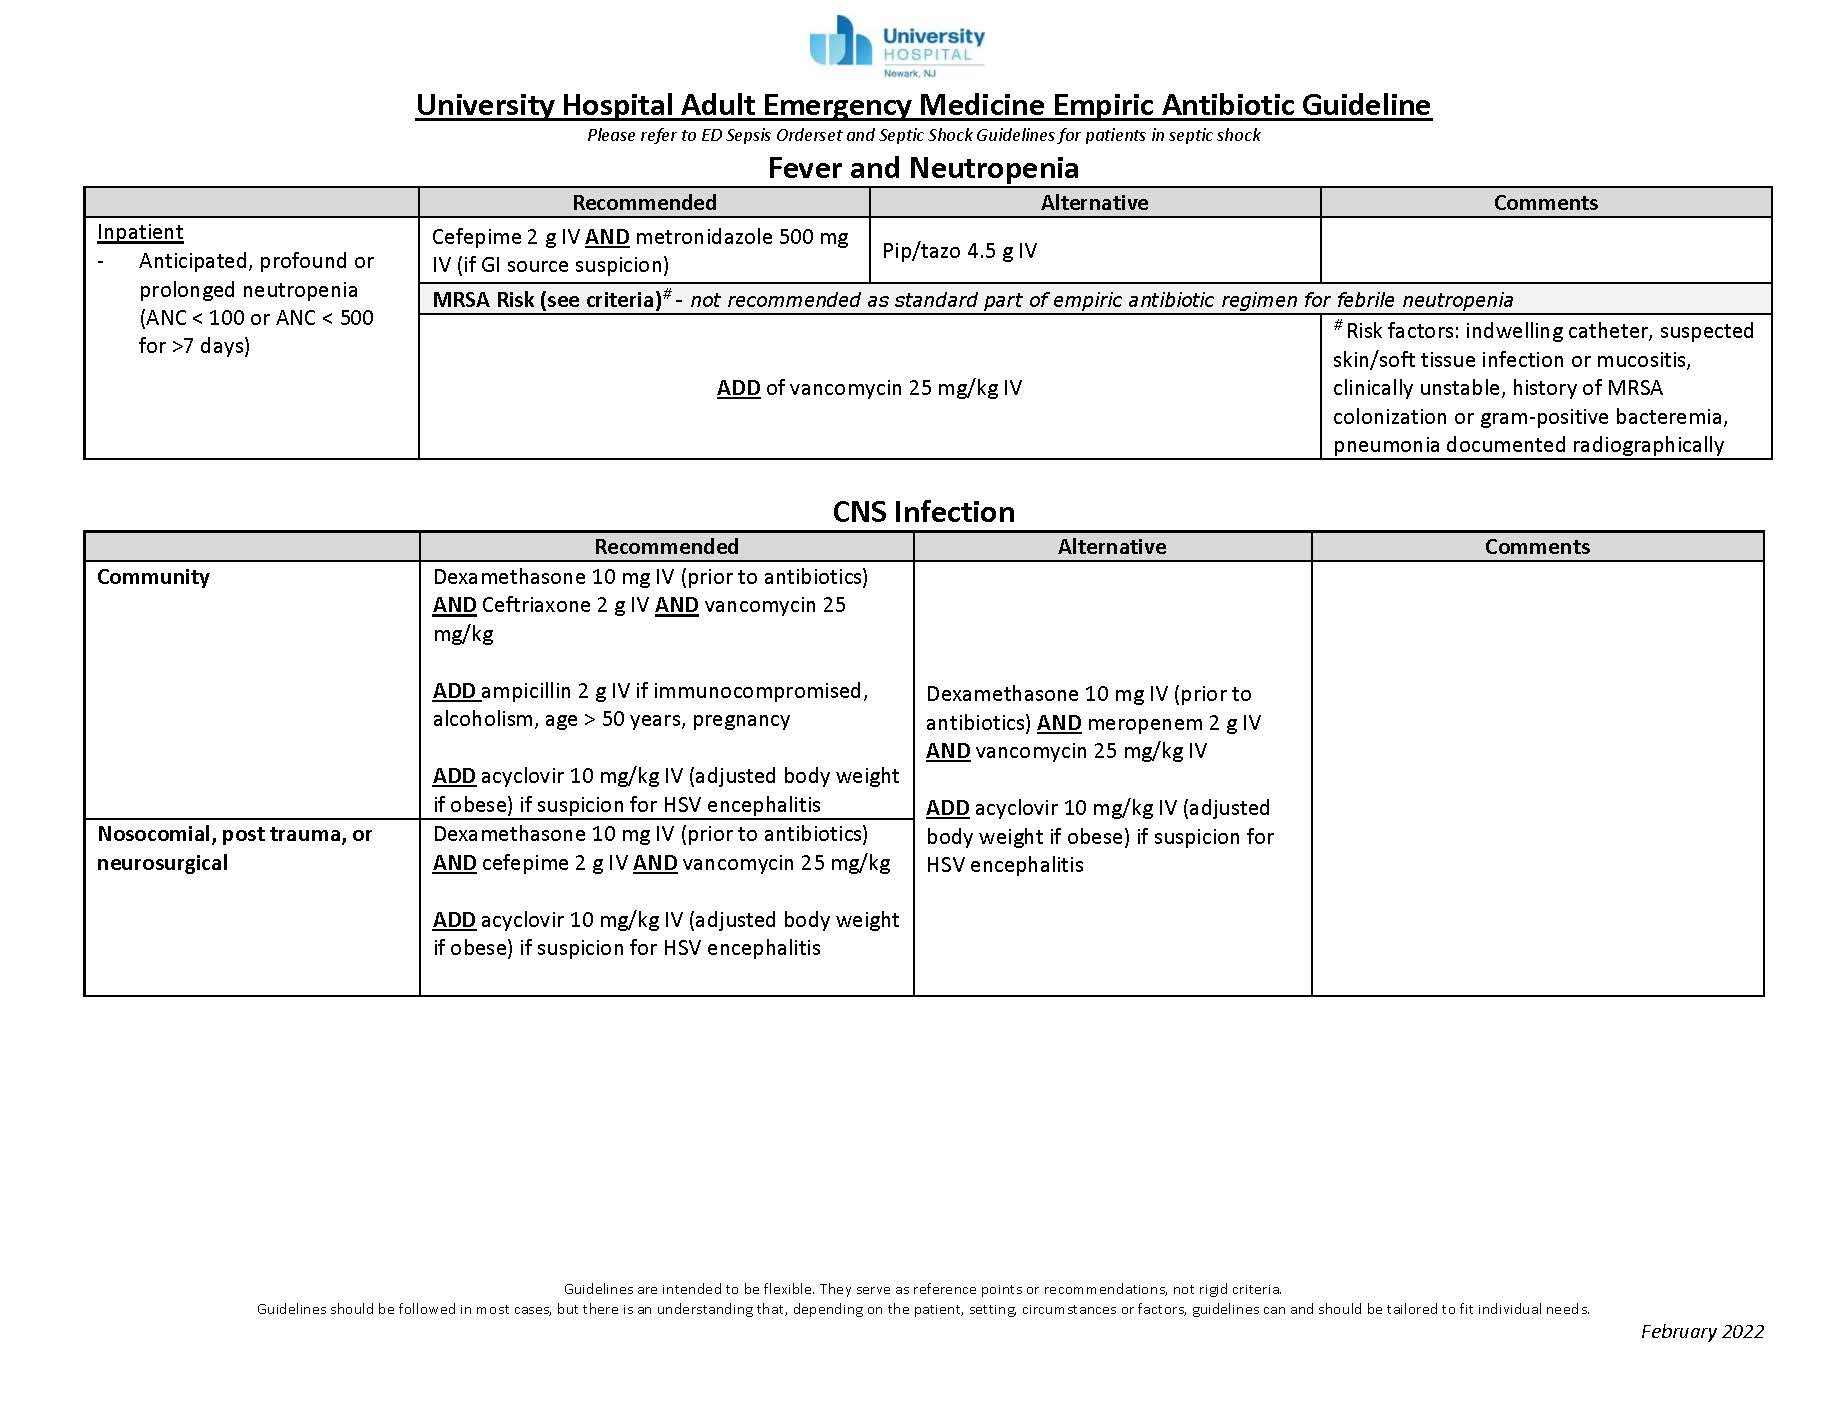 University
HOSPITAL
Newark, NJ
University Hospital Adult Emergency Medicine Empiric Antibiotic Guideline
Please refer to ED Sepsis Orderset and Septic Shock Guidelines for patients in septic shock
Fever and Neutropenia
Recommended
Alternative
Comments
Inpatient
- Anticipated, profound or
prolonged neutropenia
(ANC < 100 or ANC < 500
for >7 days)
Cefepime 2 g IV AND metronidazole 500 mg
IV (if GI source suspicion)
Pip/tazo 4.5 g IV
MRSA Risk (see criteria)# - not recommended as standard part of empiric antibiotic regimen for febrile neutropenia
ADD of vancomycin 25 mg/kg IV
# Risk factors: indwelling catheter, suspected
skin/soft tissue infection or mucositis,
clinically unstable, history of MRSA
colonization or gram-positive bacteremia,
pneumonia documented radiographically
CNS Infection
Recommended
Alternative
Comments
Community
Dexamethasone 10 mg IV (prior to antibiotics)
AND Ceftriaxone 2 g IV AND vancomycin 25
mg/kg
ADD ampicillin 2 g IV if immunocompromised,
alcoholism, age > 50 years, pregnancy
ADD acyclovir 10 mg/kg IV (adjusted body weight
if obese) if suspicion for HSV encephalitis
Dexamethasone 10 mg IV (prior to
antibiotics) AND meropenem 2 g IV
AND vancomycin 25 mg/kg IV
ADD acyclovir 10 mg/kg IV (adjusted
body weight if obese) if suspicion for
HSV encephalitis
Nosocomial, post trauma, or
neurosurgical
Dexamethasone 10 mg IV (prior to antibiotics)
AND cefepime 2 g IV AND vancomycin 25 mg/kg
ADD acyclovir 10 mg/kg IV (adjusted body weight
if obese) if suspicion for HSV encephalitis
Guidelines are intended to be flexible. They serve as reference points or recommendations, not rigid criteria.
Guidelines should be followed in most cases, but there is an understanding that, depending on the patient, setting, circumstances or factors, guidelines can and should be tailored to fit individual needs.
February 2022